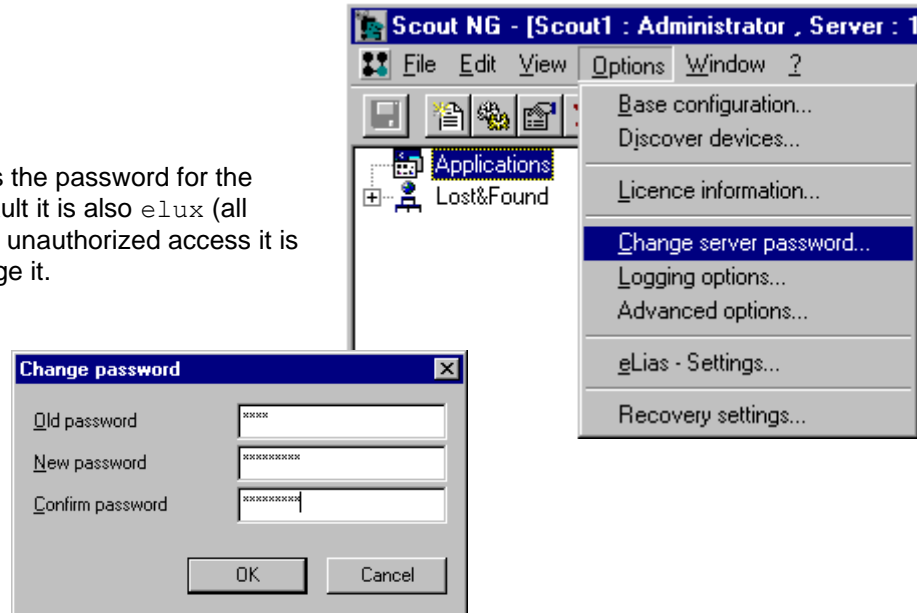 Scout NG - [Scout1 : Administrator , Server : 1
File Edit View Options Window ?
Base configuration...
Discover devices...
Licence information...
Change server password...
Logging options...
Advanced options...
eLias - Settings...
Recovery settings...
Applications
Lost&Found
s the password for the
ult it is also elux (all
unauthorized access it is
ge it.
Change password
Old password ****
New password *********
Confirm password *********
OK Cancel